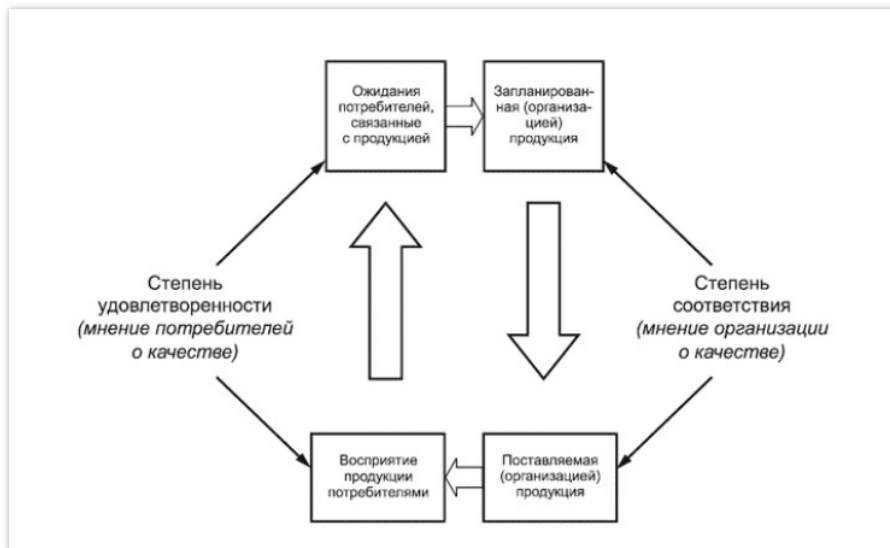 Ожидания
потребителей,
связанные
с продукцией
Запланирован-
ная (организа-
цией)
продукция
Степень
удовлетворенности
(мнение потребителей
о качестве)
Степень
соответствия
(мнение организации
о качестве)
Восприятие
продукции
потребителями
Поставляемая
(организацией)
продукция